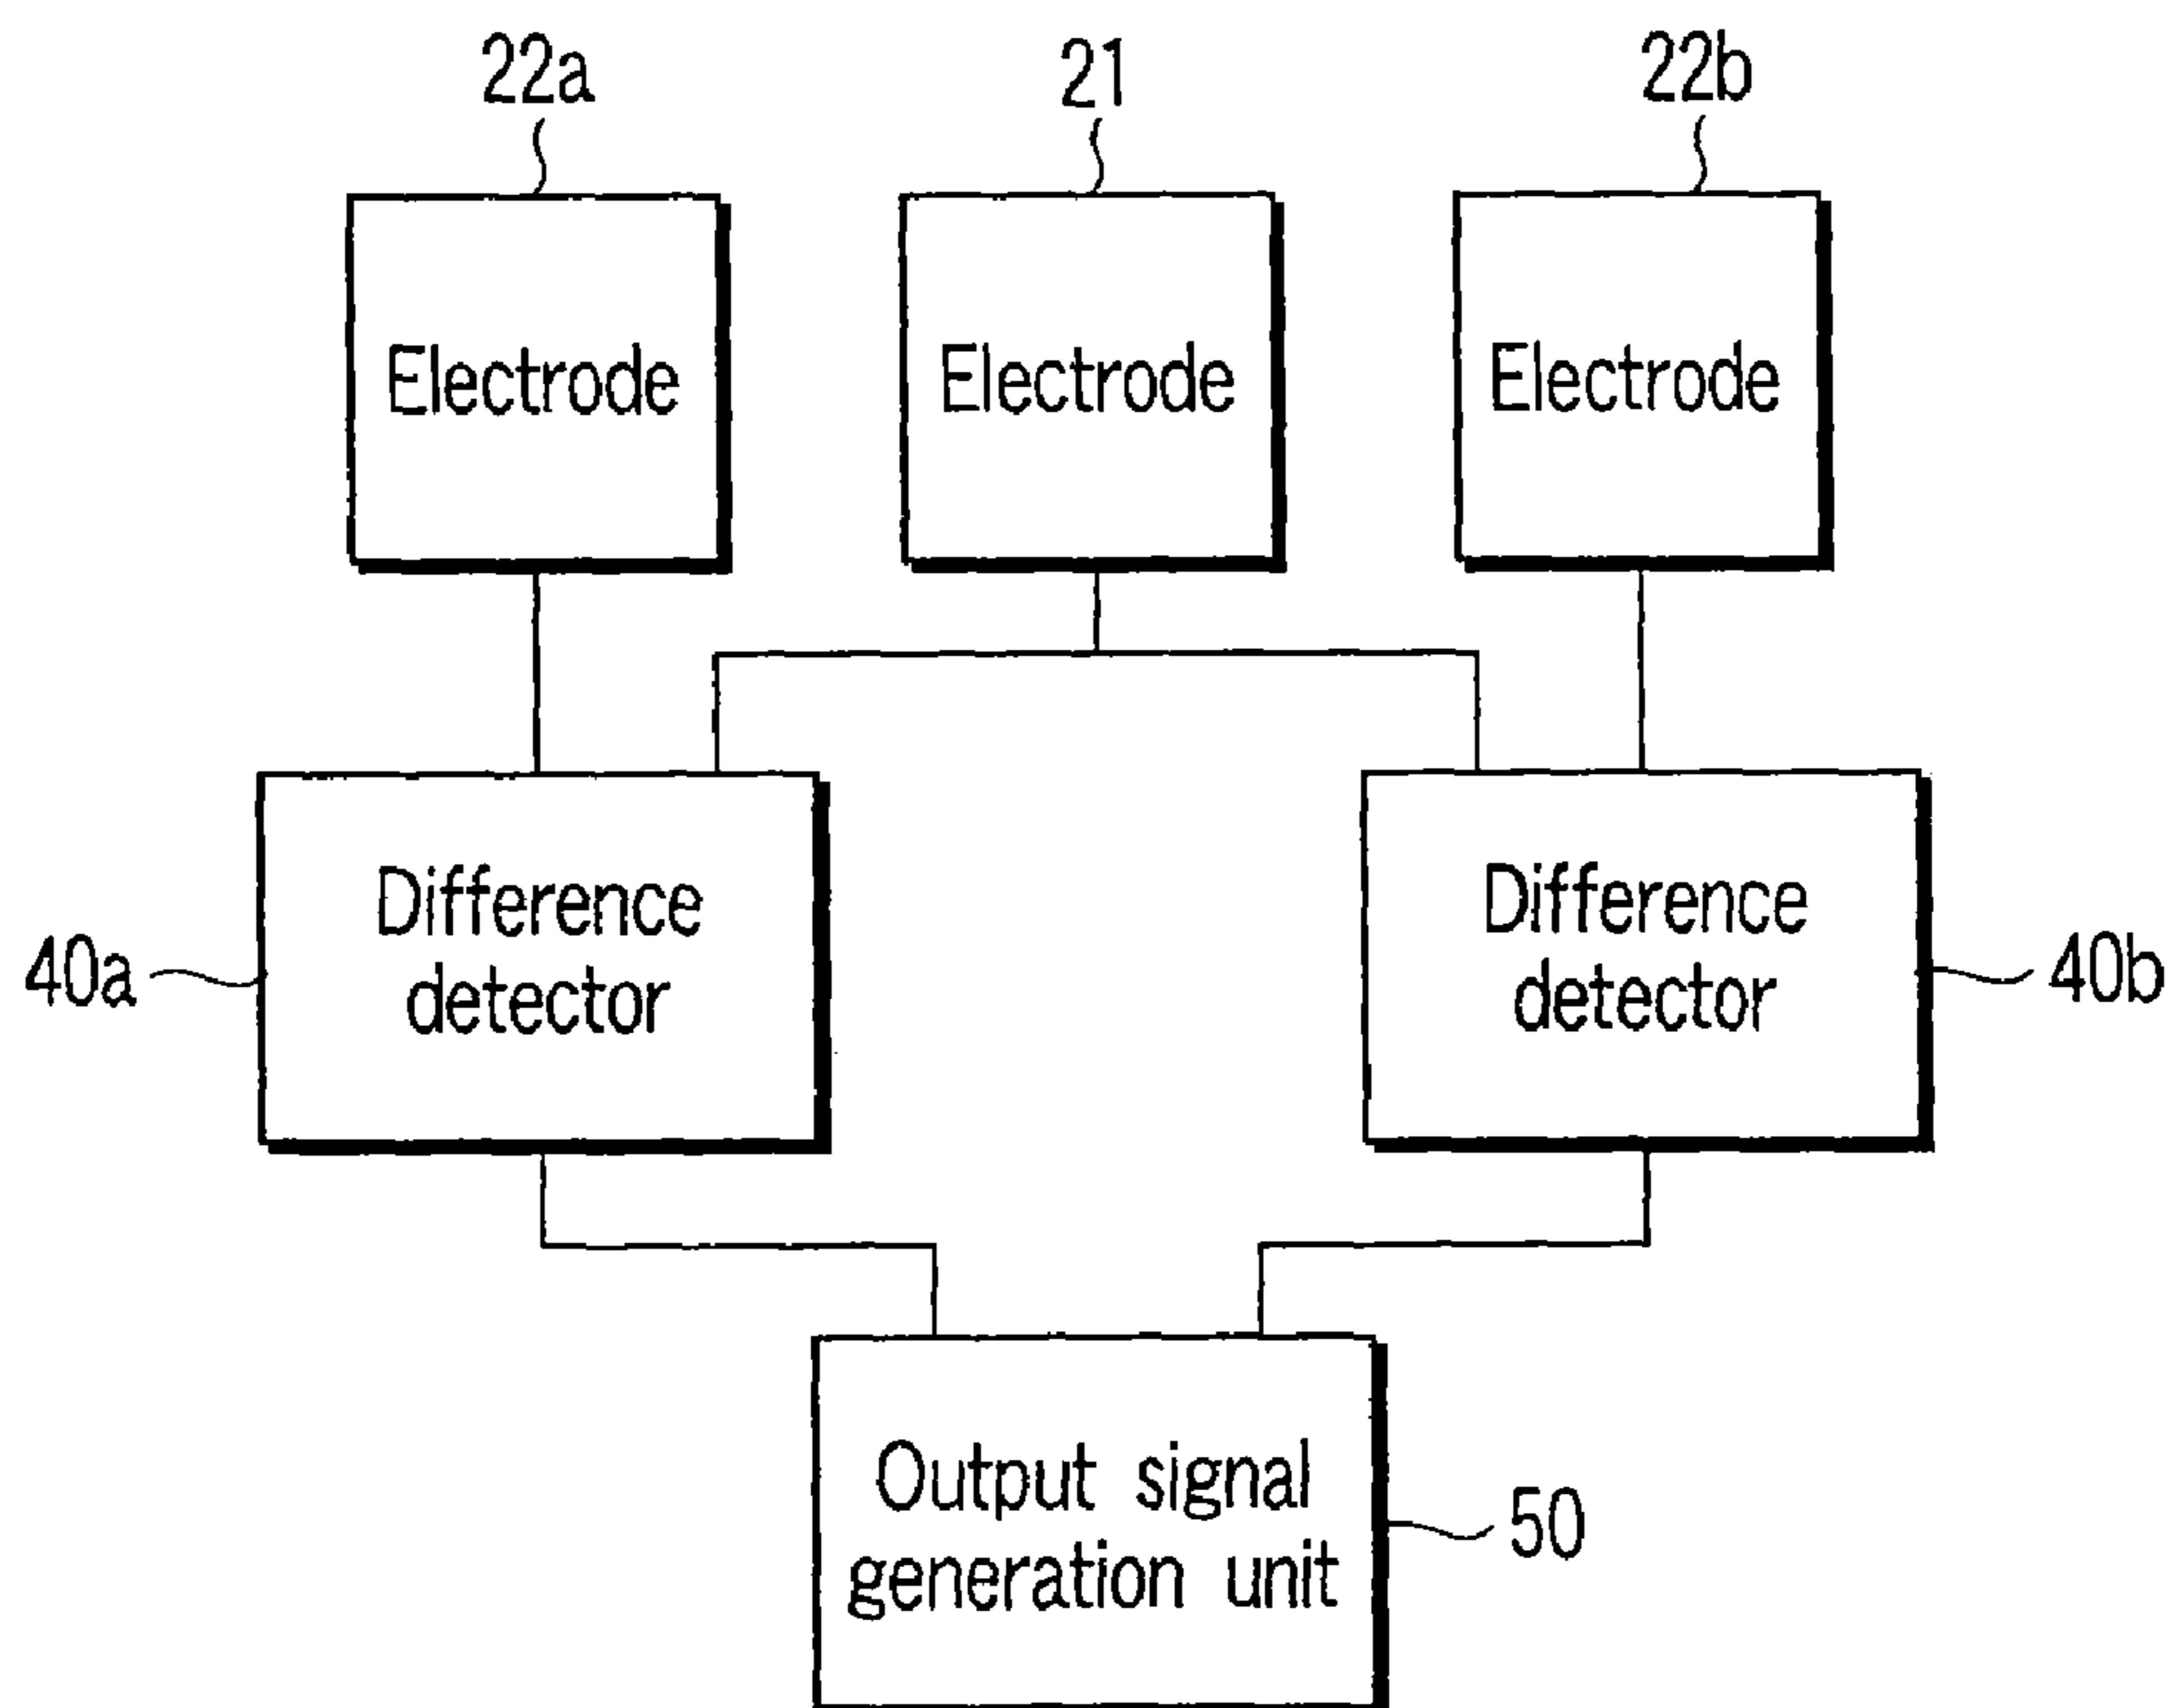 22a
21
22b
Electrode
Electrode
Electrode
Difference
detector
40a
Difference
detector
40b
Output signal
generation unit
50